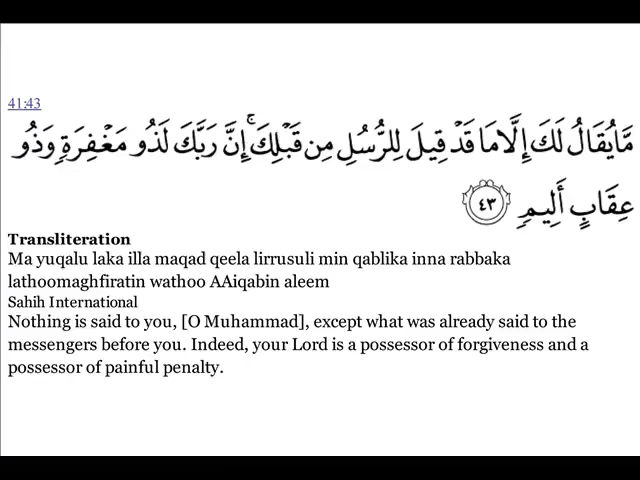 41:43
مَّا يُقَالُ لَكَ إِلَّا مَا قَدْ قِيلَ لِلرُّسُلِ مِن قَبْلِكَ ۚ إِنَّ رَبَّكَ لَذُو مَغْفِرَةٍ وَذُو
عِقَابٍ أَلِيمٍ ٤٣
Transliteration
Ma yuqalu laka illa maqad qeela lirrusuli min qablika inna rabbaka
lathoomaghfiratin wathoo AAiqabin aleem
Sahih International
Nothing is said to you, [O Muhammad], except what was already said to the
messengers before you. Indeed, your Lord is a possessor of forgiveness and a
possessor of painful penalty.